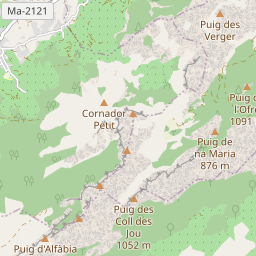 Ma-2121
Puig des
Verger
Cornador
Petit
Puig de
l'Ofre
1091
Puig de
na Maria
876 m
Puig des
Coll des
Jou
1052 m
Puig d'Alfàbia